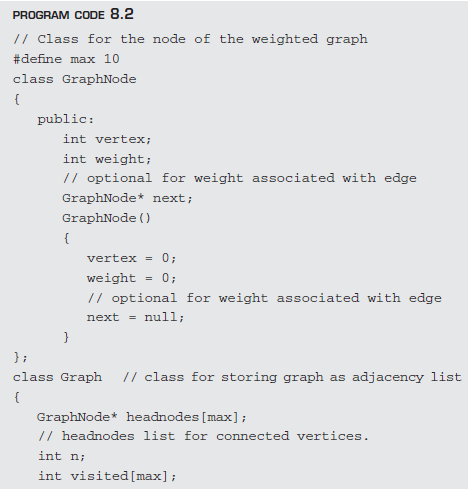 PROGRAM CODE 8.2
// Class for the node of the weighted graph
#define max 10
class GraphNode
{
public:
int vertex;
int weight;
// optional for weight associated with edge
GraphNode* next;
GraphNode()
{
vertex = 0;
weight = 0;
// optional for weight associated with edge
next = null;
}
};
class Graph // class for storing graph as adjacency list
{
GraphNode* headnodes[max];
// headnodes list for connected vertices.
int n;
int visited[max];